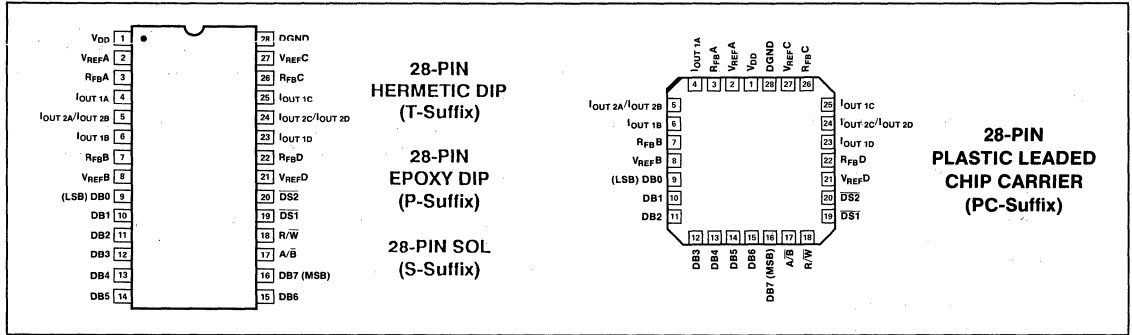 VDD 1
VREFA 2
RFBA 3
IOUT 1A 4
IOUT 2A/IOUT 2B 5
IOUT 1B 6
RFBB 7
VREFB 8
(LSB) DB0 9
DB1 10
DB2 11
DB3 12
DB4 13
DB5 14
28 DGND
27 VREFC
26 RFBC
25 IOUT 1C
24 IOUT 2C/IOUT 2D
23 IOUT 1D
22 RFBD
21 VREFD
20 D̅S̅2̅
19 D̅S̅1̅
18 R/W̅
17 A/B̅
16 DB7 (MSB)
15 DB6
28-PIN
HERMETIC DIP
(T-Suffix)
28-PIN
EPOXY DIP
(P-Suffix)
28-PIN SOL
(S-Suffix)
IOUT 1A
RFBA
VREFA
VDD
DGND
VREFC
RFBC
4 3 2 1 28 27 26
IOUT 2A/IOUT 2B 5
IOUT 1B 6
RFBB 7
VREFB 8
(LSB) DB0 9
DB1 10
DB2 11
25 IOUT 1C
24 IOUT 2C/IOUT 2D
23 IOUT 1D
22 RFBD
21 VREFD
20 D̅S̅2̅
19 D̅S̅1̅
12 13 14 15 16 17 18
DB3
DB4
DB5
DB6
DB7 (MSB)
A/B̅
R/W̅
28-PIN
PLASTIC LEADED
CHIP CARRIER
(PC-Suffix)